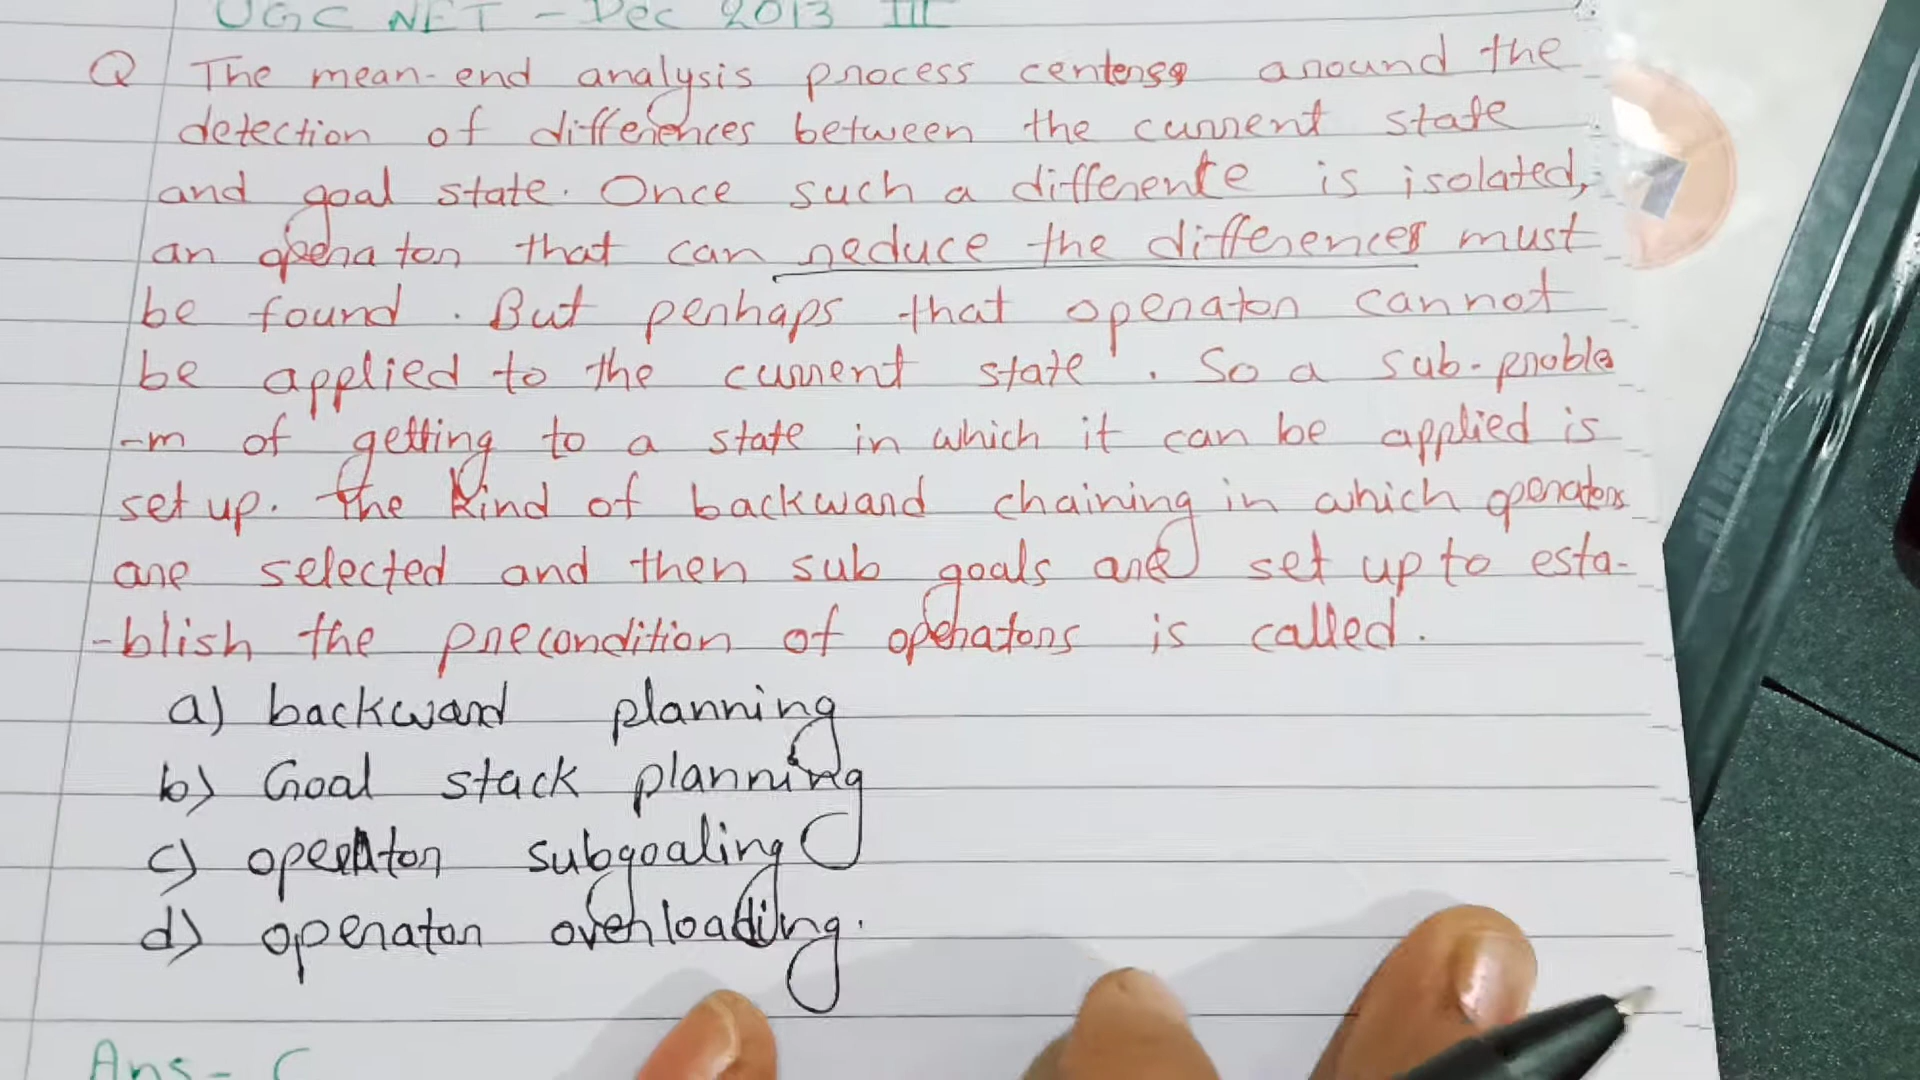 UGC NET - Dec 2013 III
Q The mean-end analysis process centers around the
detection of differences between the current state
and goal state. Once such a difference is isolated,
an operator that can reduce the differences must
be found. But perhaps that operator cannot
be applied to the current state. So a sub-proble
-m of getting to a state in which it can be applied is
set up. The kind of backward chaining in which operators
are selected and then sub goals are set up to esta-
-blish the precondition of operators is called.
a) backward planning
b) Goal stack planning
c) operator subgoaling
d) operator overloading.
Ans- C